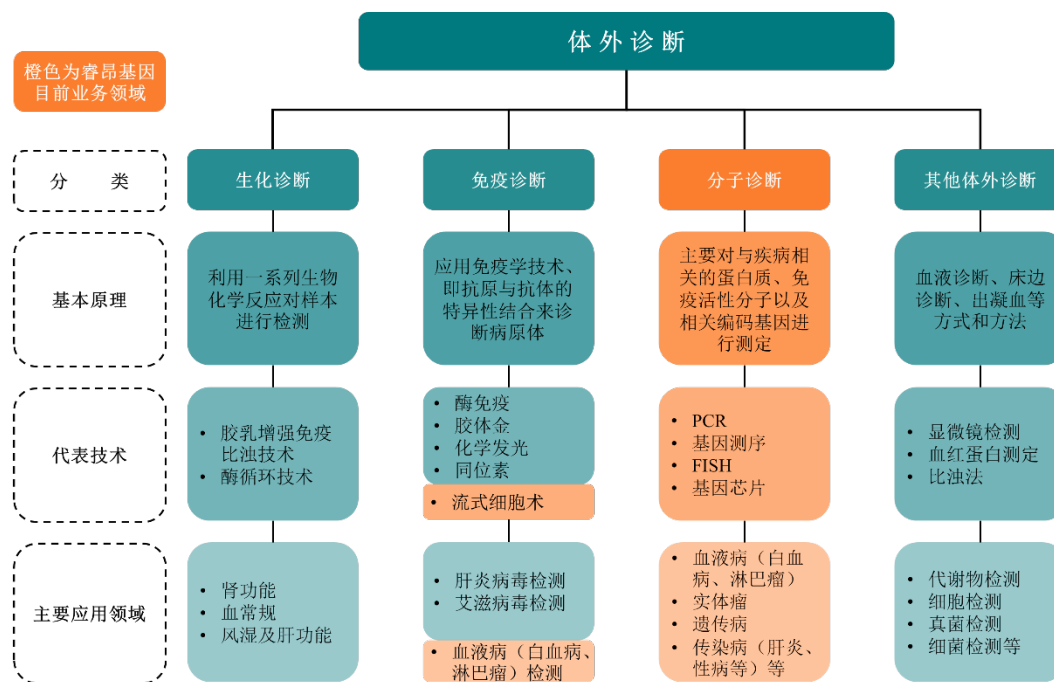 体外诊断
橙色为睿昂基因
目前业务领域
分 类
生化诊断
免疫诊断
分子诊断
其他体外诊断
基本原理
利用一系列生物
化学反应对样本
进行检测
应用免疫学技术、
即抗原与抗体的
特异性结合来诊
断病原体
主要对与疾病相
关的蛋白质、免
疫活性分子以及
相关编码基因进
行测定
血液诊断、床边
诊断、出凝血等
方式和方法
代表技术
• 胶乳增强免疫
比浊技术
• 酶循环技术
• 酶免疫
• 胶体金
• 化学发光
• 同位素
• 流式细胞术
• PCR
• 基因测序
• FISH
• 基因芯片
• 显微镜检测
• 血红蛋白测定
• 比浊法
主要应用领域
• 肾功能
• 血常规
• 风湿及肝功能
• 肝炎病毒检测
• 艾滋病毒检测
• 血液病（白血病、
淋巴瘤）检测
• 血液病（白血
病、淋巴瘤）
• 实体瘤
• 遗传病
• 传染病（肝炎、
性病等）等
• 代谢物检测
• 细胞检测
• 真菌检测
• 细菌检测等